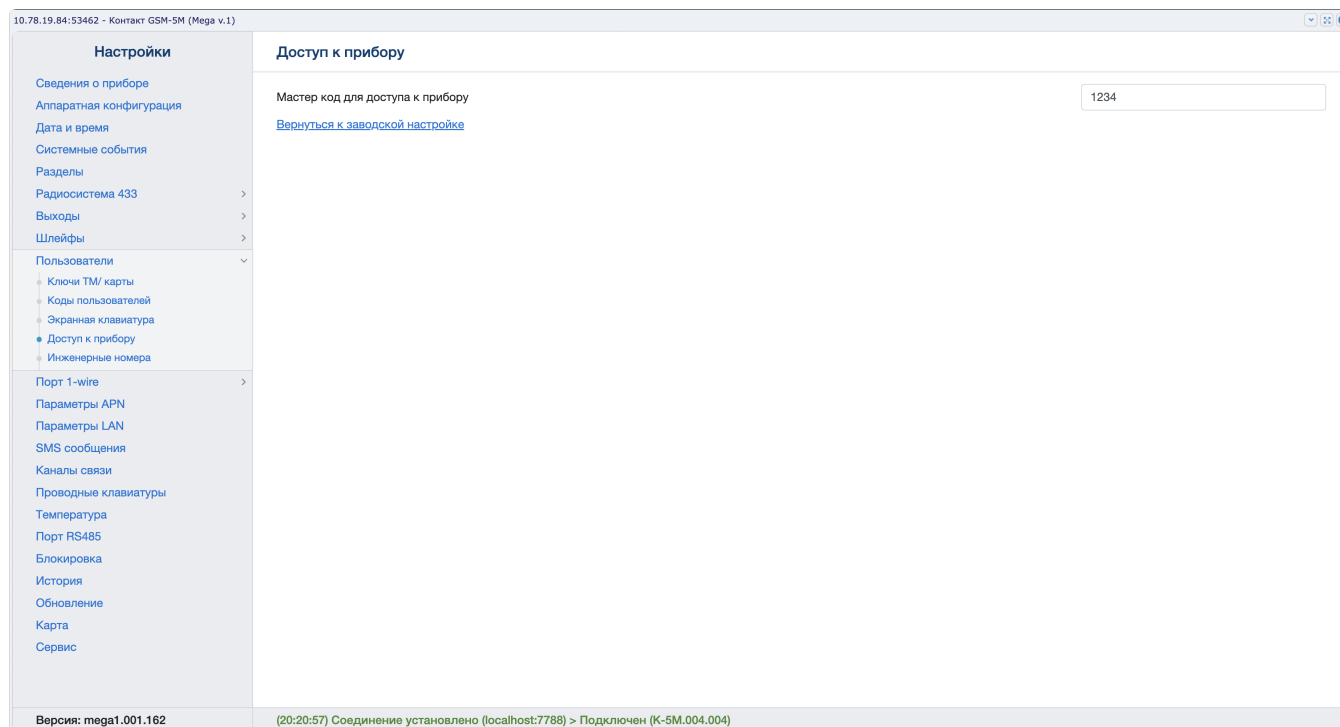 10.78.19.84:53462 - Контакт GSM-5M (Mega v.1)
Настройки
Сведения о приборе
Аппаратная конфигурация
Дата и время
Системные события
Разделы
Радиосистема 433
Выходы
Шлейфы
Пользователи
Ключи ТМ/ карты
Коды пользователей
Экранная клавиатура
Доступ к прибору
Инженерные номера
Порт 1-wire
Параметры APN
Параметры LAN
SMS сообщения
Каналы связи
Проводные клавиатуры
Температура
Порт RS485
Блокировка
История
Обновление
Карта
Сервис
Версия: mega1.001.162
Доступ к прибору
Мастер код для доступа к прибору
1234
Вернуться к заводской настройке
(20:20:57) Соединение установлено (localhost:7788) > Подключен (K-5M.004.004)